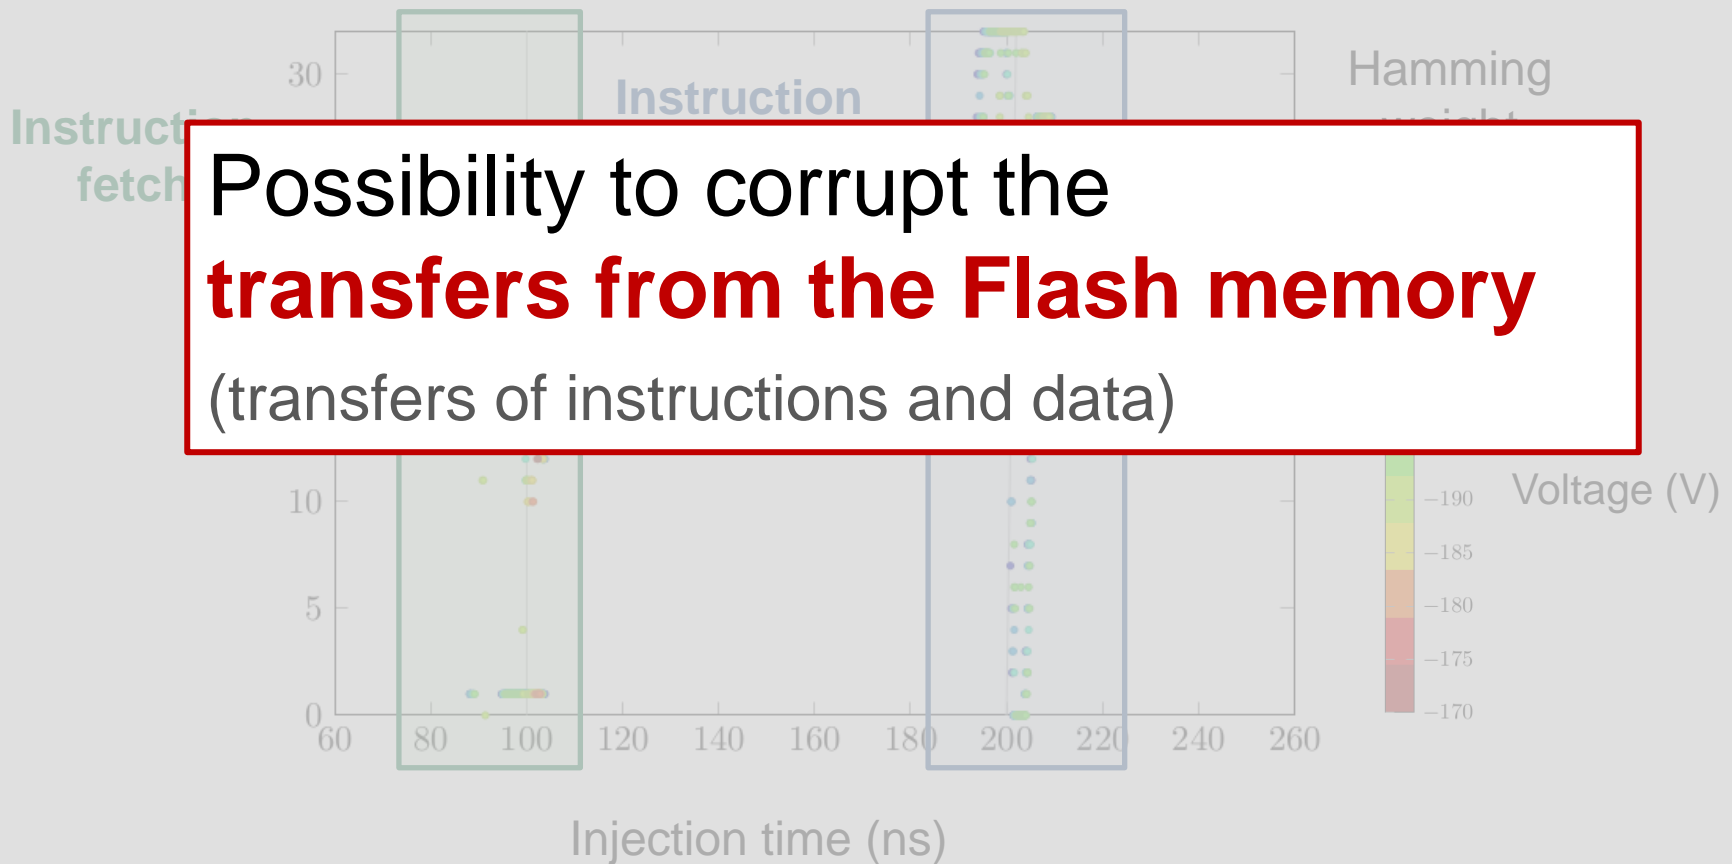 30
Hamming
Instruction
Instruction
fetch
Possibility to corrupt the
transfers from the Flash memory
(transfers of instructions and data)
10
−190
Voltage (V)
−185
5
−180
−175
0
−170
60 80 100 120 140 160 180 200 220 240 260
Injection time (ns)